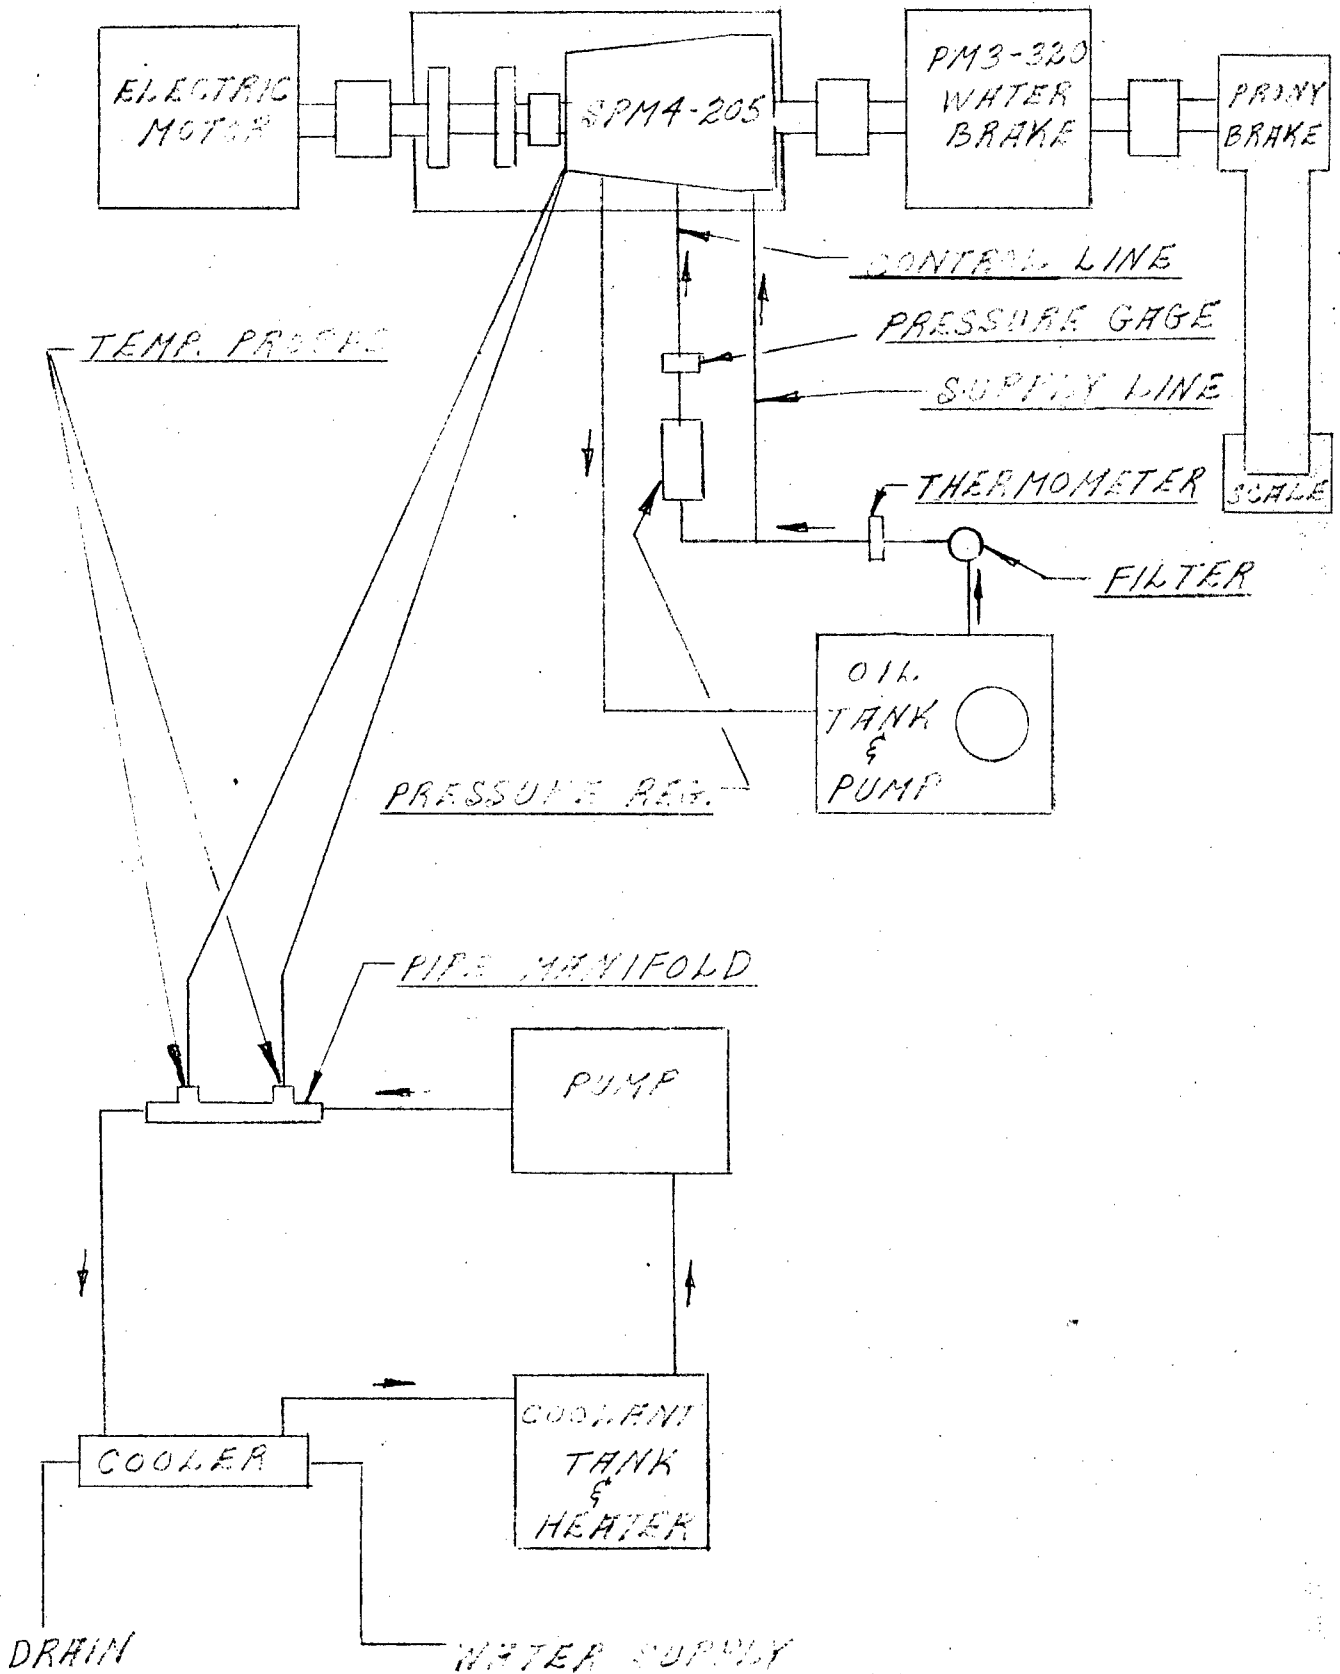 ELECTRIC
MOTOR
SPM4-205
PM3-320
WATER
BRAKE
PRONY
BRAKE
CONTROL LINE
PRESSURE GAGE
TEMP. PROBES
SUPPLY LINE
THERMOMETER
SCALE
FILTER
OIL
TANK
&
PUMP
PRESSURE REG.
PIPE MANIFOLD
PUMP
COOLANT
TANK
&
HEATER
COOLER
DRAIN
WATER SUPPLY